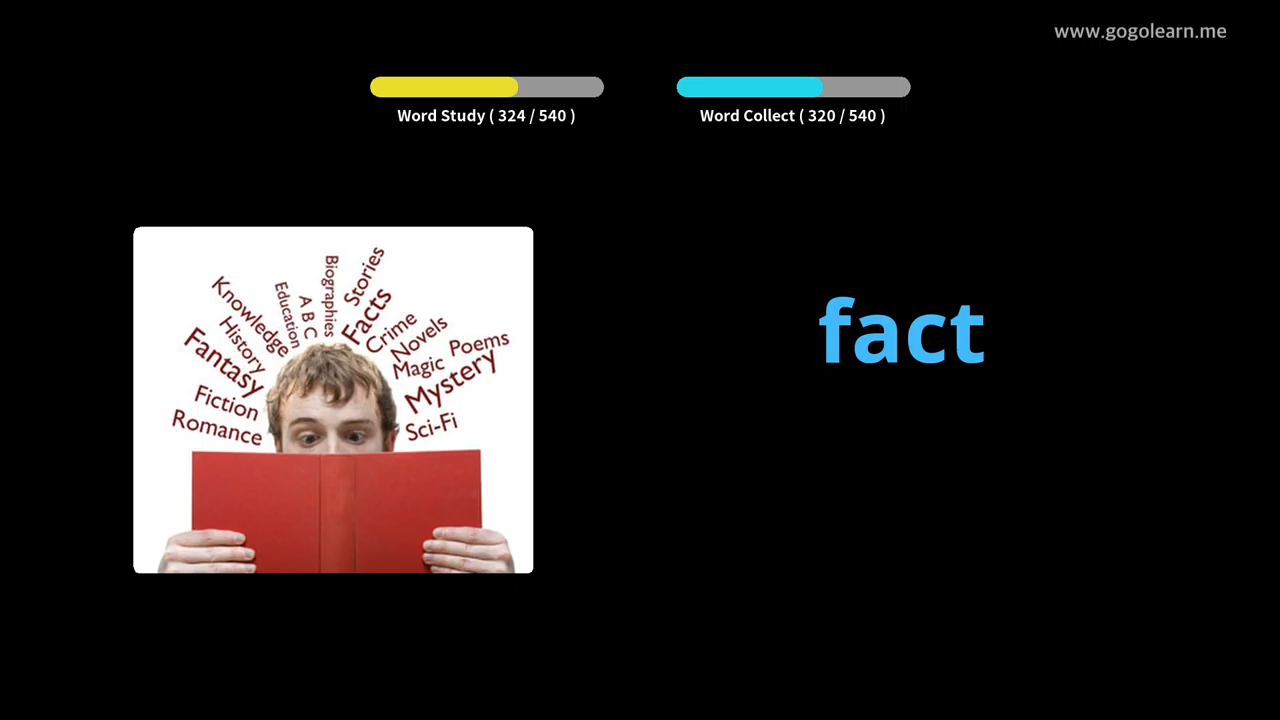 www.gogolearn.me
Word Study ( 324 / 540 )
Word Collect ( 320 / 540 )
Knowledge
Education
A B C
Biographies
Stories
Facts
Crime
Novels
Poems
Magic
Mystery
Sci-Fi
History
Fantasy
Fiction
Romance
fact